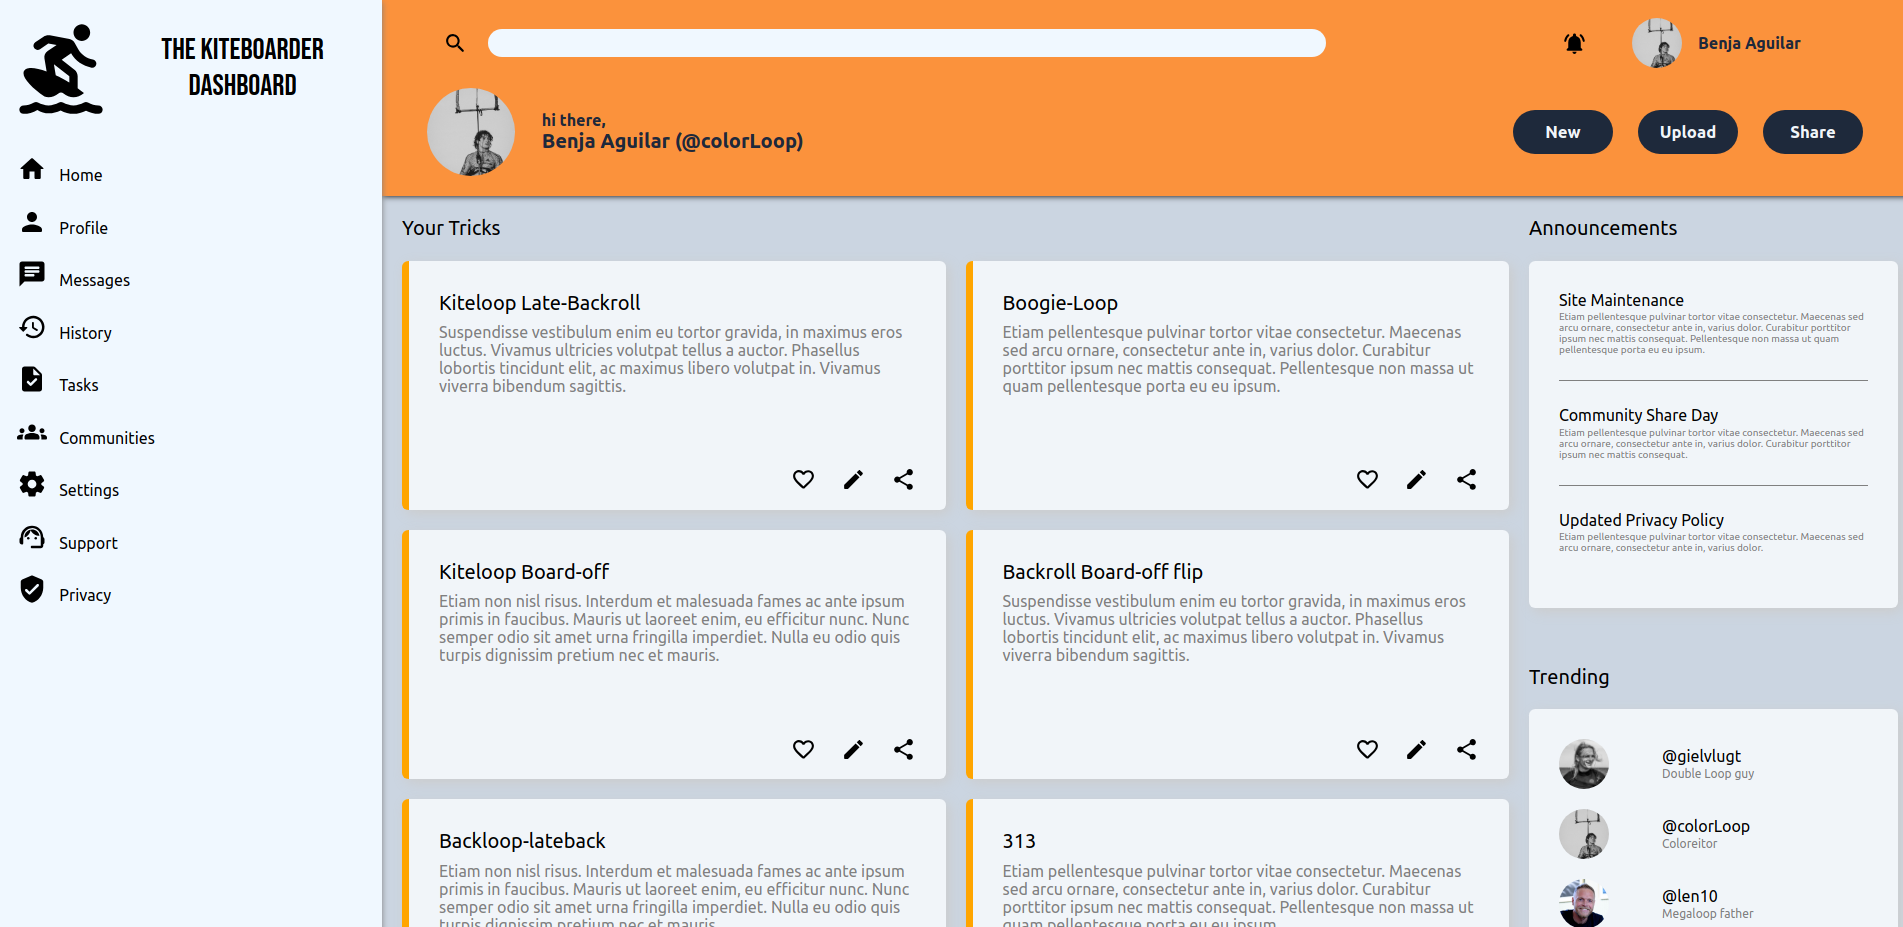 THE KITEBOARDER
DASHBOARD
Home
Profile
Messages
History
Tasks
Communities
Settings
Support
Privacy
Benja Aguilar
hi there,
Benja Aguilar (@colorLoop)
New
Upload
Share
Your Tricks
Kiteloop Late-Backroll
Suspendisse vestibulum enim eu tortor gravida, in maximus eros
luctus. Vivamus ultricies volutpat tellus a auctor. Phasellus
lobortis tincidunt elit, ac maximus libero volutpat in. Vivamus
viverra bibendum sagittis.
Boogie-Loop
Etiam pellentesque pulvinar tortor vitae consectetur. Maecenas
sed arcu ornare, consectetur ante in, varius dolor. Curabitur
porttitor ipsum nec mattis consequat. Pellentesque non massa ut
quam pellentesque porta eu eu ipsum.
Kiteloop Board-off
Etiam non nisl risus. Interdum et malesuada fames ac ante ipsum
primis in faucibus. Mauris ut laoreet enim, eu efficitur nunc. Nunc
semper odio sit amet urna fringilla imperdiet. Nulla eu odio quis
turpis dignissim pretium nec et mauris.
Backroll Board-off flip
Suspendisse vestibulum enim eu tortor gravida, in maximus eros
luctus. Vivamus ultricies volutpat tellus a auctor. Phasellus
lobortis tincidunt elit, ac maximus libero volutpat in. Vivamus
viverra bibendum sagittis.
Backloop-lateback
Etiam non nisl risus. Interdum et malesuada fames ac ante ipsum
primis in faucibus. Mauris ut laoreet enim, eu efficitur nunc. Nunc
semper odio sit amet urna fringilla imperdiet. Nulla eu odio quis
turpis dignissim pretium nec et mauris.
313
Etiam pellentesque pulvinar tortor vitae consectetur. Maecenas
sed arcu ornare, consectetur ante in, varius dolor. Curabitur
porttitor ipsum nec mattis consequat. Pellentesque non massa ut
quam pellentesque porta eu eu ipsum.
Announcements
Site Maintenance
Etiam pellentesque pulvinar tortor vitae consectetur. Maecenas sed
arcu ornare, consectetur ante in, varius dolor. Curabitur porttitor
ipsum nec mattis consequat. Pellentesque non massa ut quam
pellentesque porta eu eu ipsum.
Community Share Day
Etiam pellentesque pulvinar tortor vitae consectetur. Maecenas sed
arcu ornare, consectetur ante in, varius dolor. Curabitur porttitor
ipsum nec mattis consequat.
Updated Privacy Policy
Etiam pellentesque pulvinar tortor vitae consectetur. Maecenas sed
arcu ornare, consectetur ante in, varius dolor.
Trending
@gielvlugt
Double Loop guy
@colorLoop
Coloreitor
@len10
Megaloop father